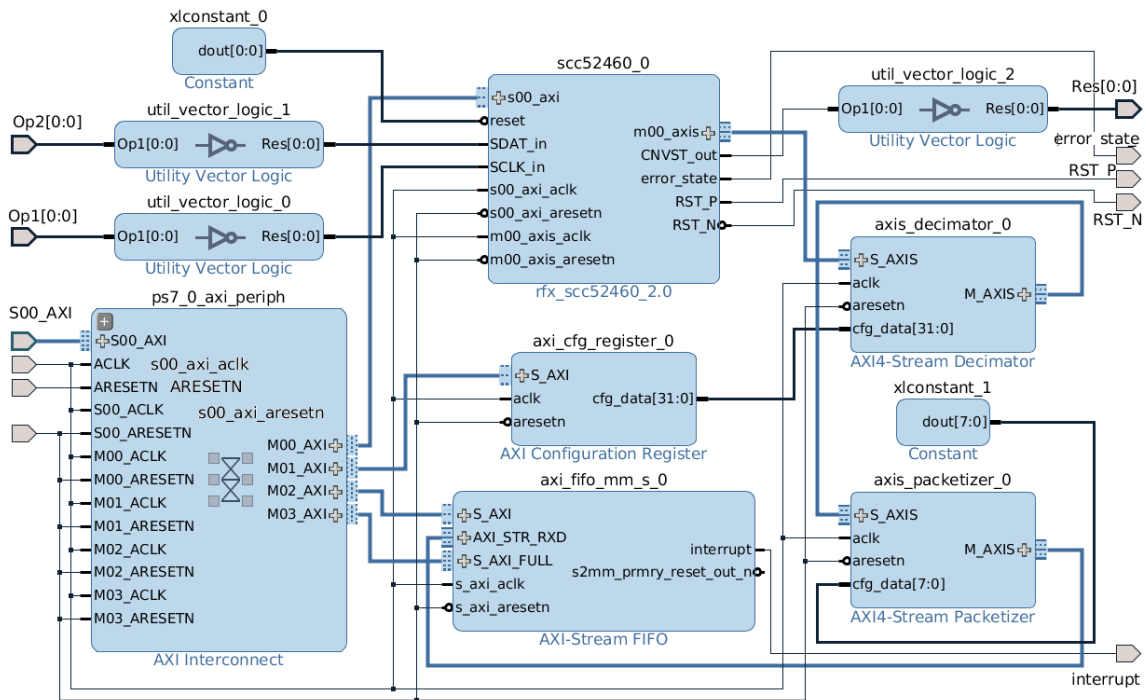 xlconstant_0
dout[0:0]
Constant
Op2[0:0]
util_vector_logic_1
Op1[0:0]
Res[0:0]
Utility Vector Logic
Op1[0:0]
util_vector_logic_0
Op1[0:0]
Res[0:0]
Utility Vector Logic
S00_AXI
ps7_0_axi_periph
S00_AXI
ACLK
s00_axi_aclk
ARESETN
ARESETN
S00_ACLK
s00_axi_aresetn
S00_ARESETN
M00_ACLK
M00_ARESETN
M01_ACLK
M01_ARESETN
M02_ACLK
M02_ARESETN
M03_ACLK
M03_ARESETN
M00_AXI
M01_AXI
M02_AXI
M03_AXI
AXI Interconnect
scc52460_0
s00_axi
reset
SDAT_in
SCLK_in
s00_axi_aclk
s00_axi_aresetn
m00_axis_aclk
m00_axis_aresetn
m00_axis
CNVST_out
error_state
RST_P
RST_N
rfx_scc52460_2.0
axi_cfg_register_0
S_AXI
aclk
aresetn
cfg_data[31:0]
AXI Configuration Register
axi_fifo_mm_s_0
S_AXI
AXI_STR_RXD
S_AXI_FULL
s_axi_aclk
s_axi_aresetn
interrupt
s2mm_prmry_reset_out_n
AXI-Stream FIFO
util_vector_logic_2
Op1[0:0]
Res[0:0]
Utility Vector Logic
Res[0:0]
error_state
RST_P
RST_N
axis_decimator_0
S_AXIS
aclk
aresetn
cfg_data[31:0]
M_AXIS
AXI4-Stream Decimator
xlconstant_1
dout[7:0]
Constant
axis_packetizer_0
S_AXIS
aclk
aresetn
cfg_data[7:0]
M_AXIS
AXI4-Stream Packetizer
interrupt